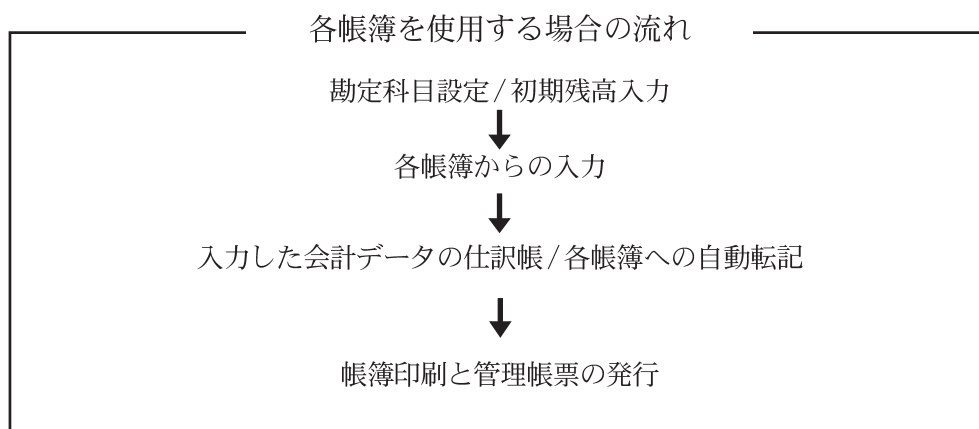 各帳簿を使用する場合の流れ
勘定科目設定/初期残高入力
各帳簿からの入力
入力した会計データの仕訳帳/各帳簿への自動転記
帳簿印刷と管理帳票の発行